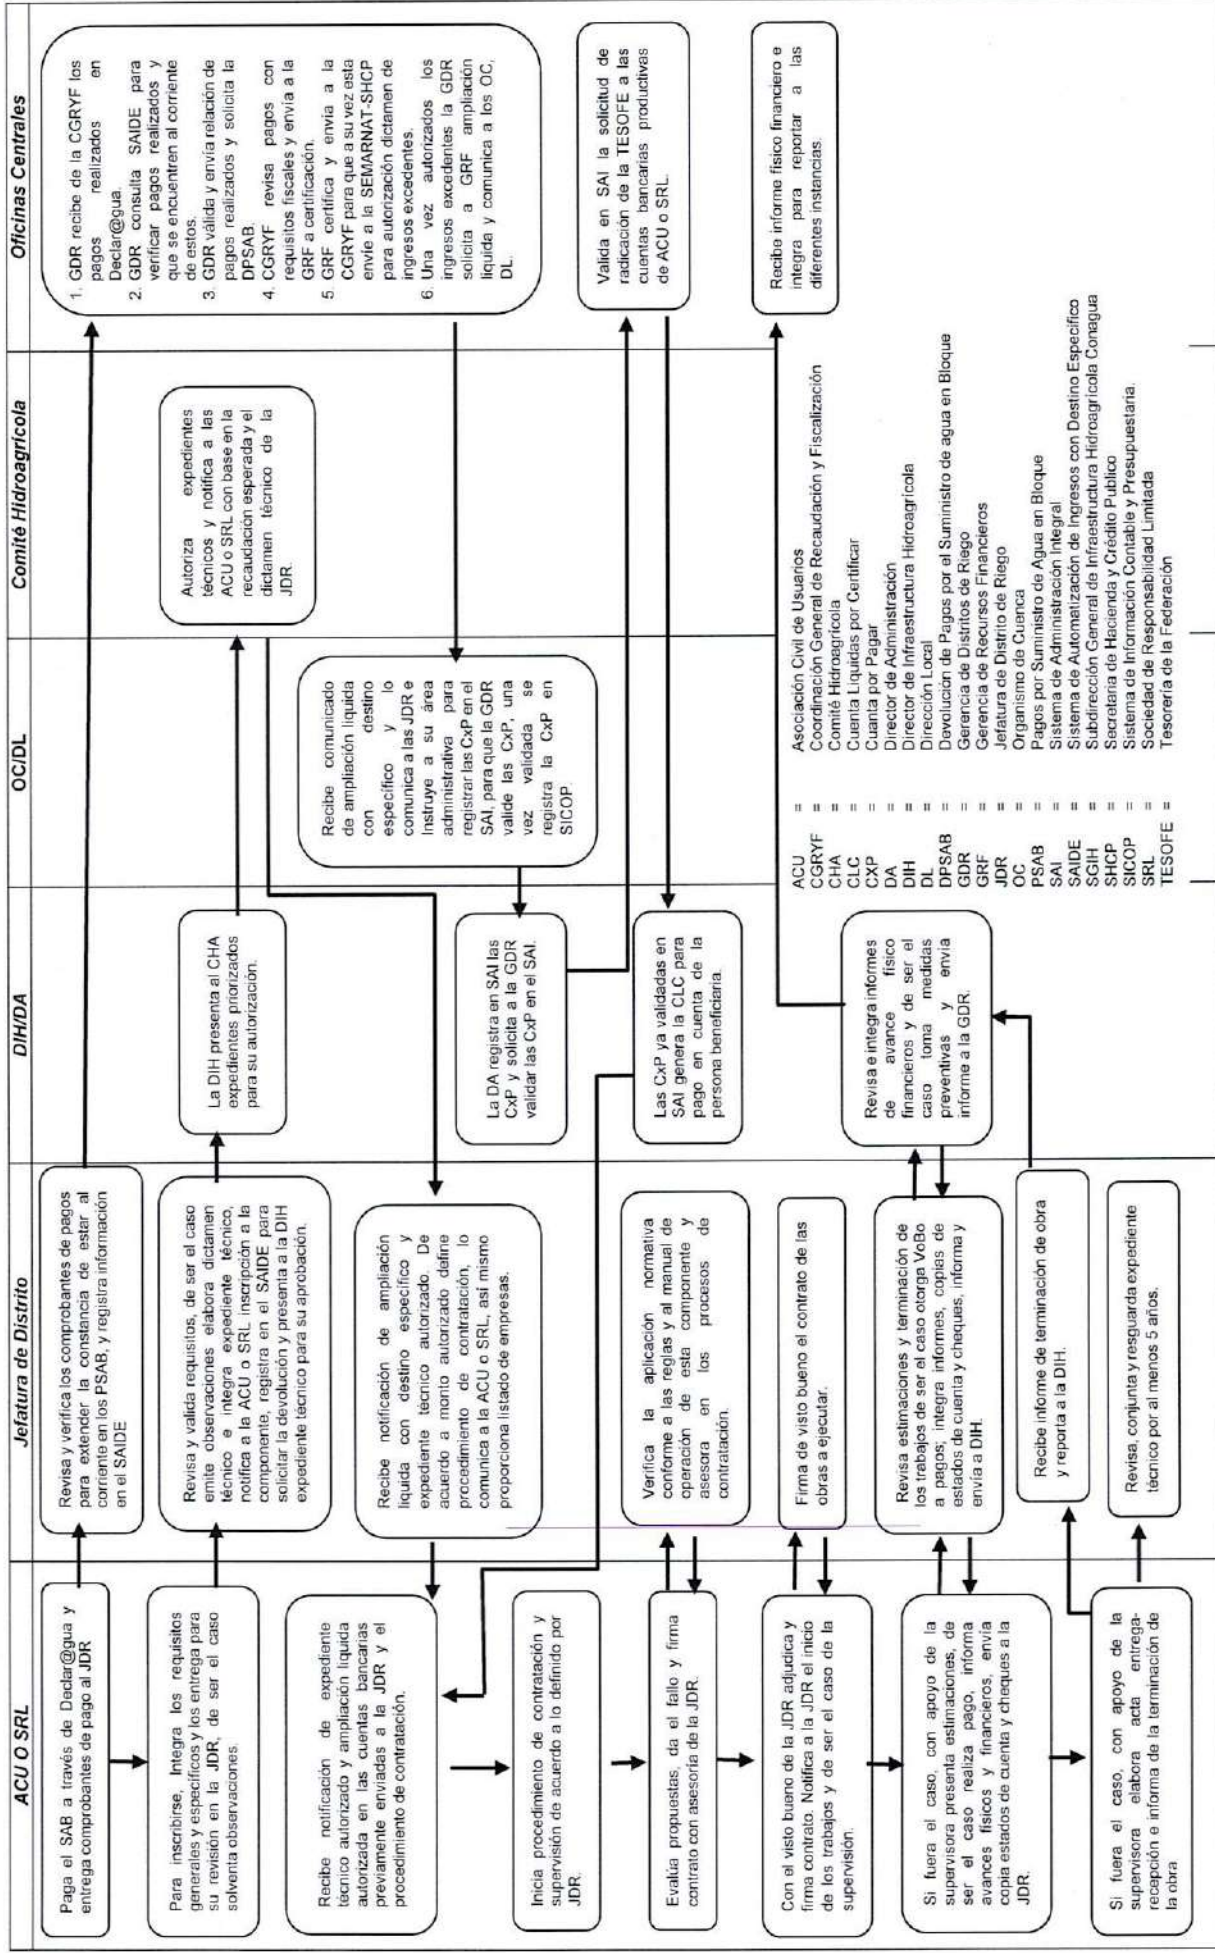 ACU O SRL
Jefatura de Distrito
DIH/DA
OC/DL
Comité Hidroagrícola
Oficinas Centrales
Paga el SAB a través de Declar@gua y
entrega comprobantes de pago al JDR
Para inscribirse, Integra los requisitos
generales y específicos y los entrega para
su revisión en la JDR, de ser el caso
solventa observaciones.
Recibe notificación de expediente
técnico autorizado y ampliación liquida
autorizada en las cuentas bancarias
previamente enviadas a la JDR y el
procedimiento de contratación.
Inicia procedimiento de contratación y
supervisión de acuerdo a lo definido por
JDR.
Evalúa propuestas, da el fallo y firma
contrato con asesoría de la JDR.
Con el visto bueno de la JDR adjudica y
firma contrato. Notifica a la JDR el inicio
de los trabajos y de ser el caso de la
supervisión.
Si fuera el caso, con apoyo de la
supervisora presenta estimaciones, de
ser el caso realiza pago, informa
avances físicos y financieros, envía
copia estados de cuenta y cheques a la
JDR.
Si fuera el caso, con apoyo de la
supervisora elabora acta entrega-
recepción e informa de la terminación de
la obra
Revisa y verifica los comprobantes de pagos
para extender la constancia de estar al
corriente en los PSAB, y registra información
en el SAIDE
Revisa y valida requisitos, de ser el caso
emite observaciones elabora dictamen
técnico e integra expediente técnico,
notifica a la ACU o SRL inscripción a la
componente, registra en el SAIDE para
solicitar la devolución y presenta a la DIH
expediente técnico para su aprobación.
Recibe notificación de ampliación
liquida con destino específico y
expediente técnico autorizado. De
acuerdo a monto autorizado define
procedimiento de contratación, lo
comunica a la ACU o SRL, así mismo
proporciona listado de empresas.
Verifica la aplicación normativa
conforme a las reglas y al manual de
operación de esta componente y
asesora en los procesos de
contratación.
Firma de visto bueno el contrato de las
obras a ejecutar.
Revisa estimaciones y terminación de
los trabajos de ser el caso otorga VoBo
a pagos; integra informes, copias de
estados de cuenta y cheques, informa y
envía a DIH.
Recibe informe de terminación de obra
y reporta a la DIH.
Revisa, conjunta y resguarda expediente
técnico por al menos 5 años.
La DIH presenta al CHA
expedientes priorizados
para su autorización.
La DA registra en SAI las
CxP y solicita a la GDR
validar las CxP en el SAI.
Las CxP ya validadas en
SAI genera la CLC para
pago en cuenta de la
persona beneficiaria.
Revisa e integra informes
de avance físico
financieros y de ser el
caso toma medidas
preventivas y envía
informe a la GDR.
Recibe comunicado
de ampliación liquida
con destino
específico y lo
comunica a las JDR e
Instruye a su área
administrativa para
registrar las CxP en el
SAI, para que la GDR
valide las CxP, una
vez validada se
registra la CxP en
SICOP.
Autoriza expedientes
técnicos y notifica a las
ACU o SRL con base en la
recaudación esperada y el
dictamen técnico de la
JDR.
1. GDR recibe de la CGRYF los
pagos realizados en
Declar@gua.
2. GDR consulta SAIDE para
verificar pagos realizados y
que se encuentren al corriente
de estos.
3. GDR válida y envía relación de
pagos realizados y solicita la
DPSAB.
4. CGRYF revisa pagos con
requisitos fiscales y envía a la
GRF a certificación.
5. GRF certifica y envía a la
CGRYF para que a su vez esta
envíe a la SEMARNAT-SHCP
para autorización dictamen de
ingresos excedentes.
6. Una vez autorizados los
ingresos excedentes la GDR
solicita a GRF ampliación
liquida y comunica a los OC,
DL.
Valida en SAI la solicitud de
radicación de la TESOFE a las
cuentas bancarias productivas
de ACU o SRL.
Recibe informe físico financiero e
integra para reportar a las
diferentes instancias.
ACU = Asociación Civil de Usuarios
CGRYF = Coordinación General de Recaudación y Fiscalización
CHA = Comité Hidroagrícola
CLC = Cuenta Liquidas por Certificar
CXP = Cuanta por Pagar
DA = Director de Administración
DIH = Director de Infraestructura Hidroagrícola
DL = Dirección Local
DPSAB = Devolución de Pagos por el Suministro de agua en Bloque
GDR = Gerencia de Distritos de Riego
GRF = Gerencia de Recursos Financieros
JDR = Jefatura de Distrito de Riego
OC = Organismo de Cuenca
PSAB = Pagos por Suministro de Agua en Bloque
SAI = Sistema de Administración Integral
SAIDE = Sistema de Automatización de Ingresos con Destino Específico
SGIH = Subdirección General de Infraestructura Hidroagrícola Conagua
SHCP = Secretaria de Hacienda y Crédito Publico
SICOP = Sistema de Información Contable y Presupuestaria.
SRL = Sociedad de Responsabilidad Limitada
TESOFE = Tesorería de la Federación